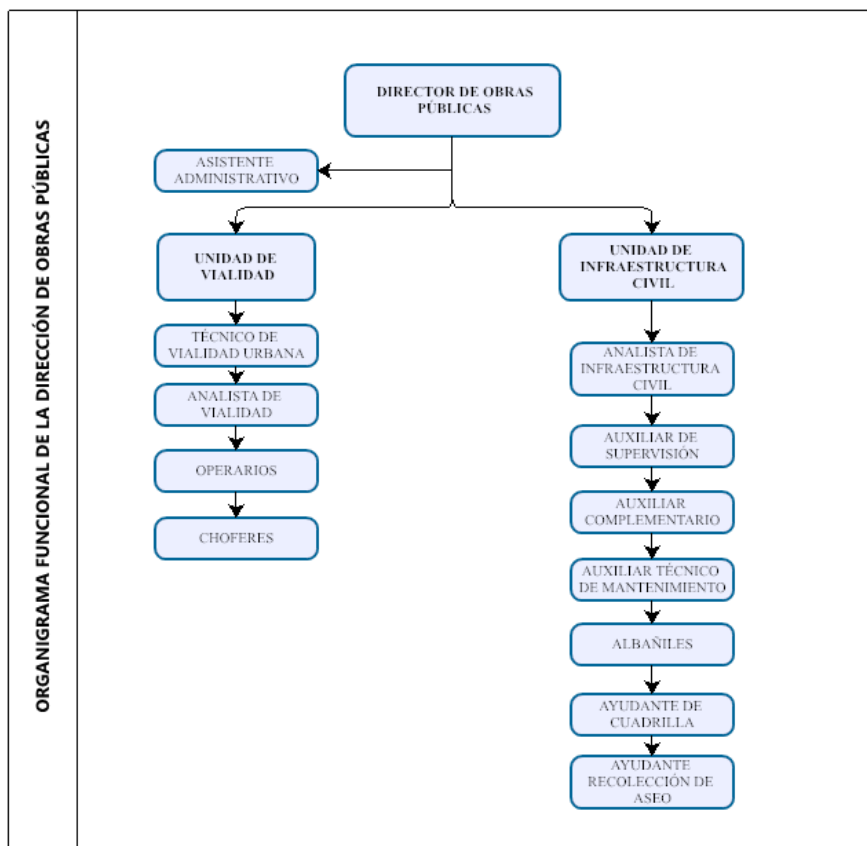 ORGANIGRAMA FUNCIONAL DE LA DIRECCIÓN DE OBRAS PÚBLICAS
DIRECTOR DE OBRAS
PÚBLICAS
ASISTENTE
ADMINISTRATIVO
UNIDAD DE
VIALIDAD
TÉCNICO DE
VIALIDAD URBANA
ANALISTA DE
VIALIDAD
OPERARIOS
CHOFERES
UNIDAD DE
INFRAESTRUCTURA
CIVIL
ANALISTA DE
INFRAESTRUCTURA
CIVIL
AUXILIAR DE
SUPERVISIÓN
AUXILIAR
COMPLEMENTARIO
AUXILIAR TÉCNICO
DE MANTENIMIENTO
ALBAÑILES
AYUDANTE DE
CUADRILLA
AYUDANTE
RECOLECCIÓN DE
ASEO